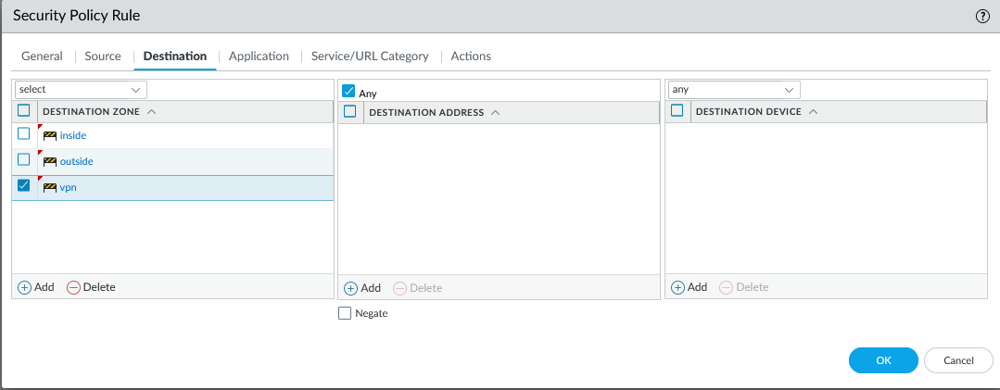 Security Policy Rule
General
Source
Destination
Application
Service/URL Category
Actions
select
Any
any
DESTINATION ZONE
DESTINATION ADDRESS
DESTINATION DEVICE
inside
outside
vpn
Add
Delete
Add
Delete
Add
Delete
Negate
OK
Cancel